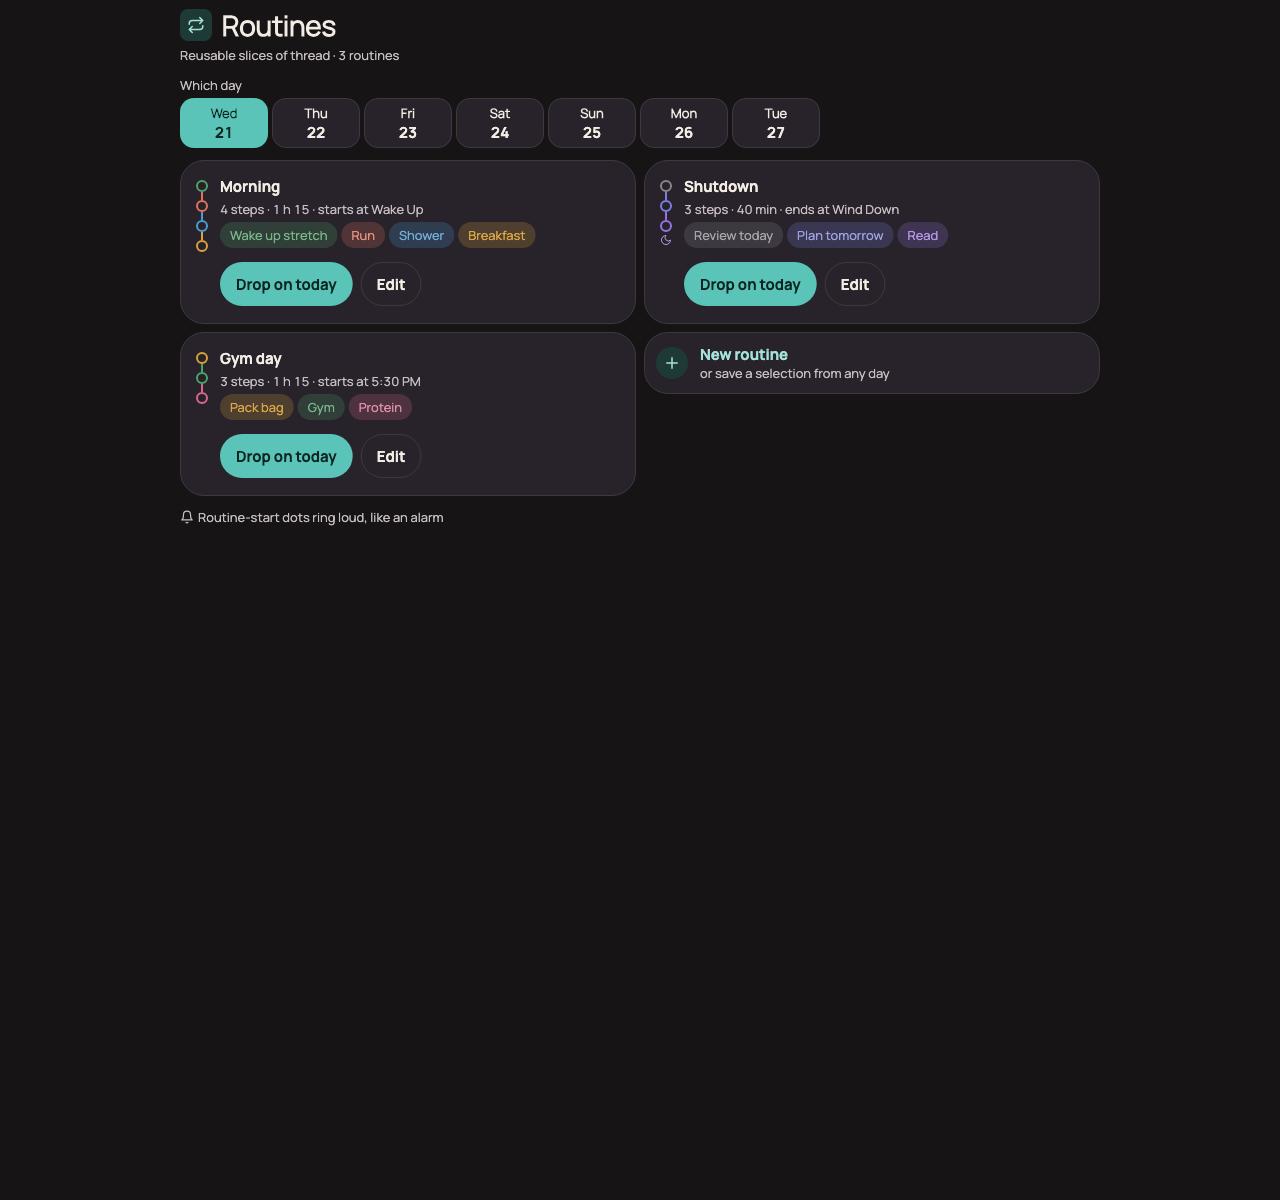 Routines
Reusable slices of thread · 3 routines
Which day
Wed Thu Fri Sat Sun Mon Tue
21 22 23 24 25 26 27
Morning
4 steps · 1 h 15 · starts at Wake Up
Wake up stretch Run Shower Breakfast
Drop on today Edit
Shutdown
3 steps · 40 min · ends at Wind Down
Review today Plan tomorrow Read
Drop on today Edit
Gym day
3 steps · 1 h 15 · starts at 5:30 PM
Pack bag Gym Protein
Drop on today Edit
New routine
or save a selection from any day
Routine-start dots ring loud, like an alarm